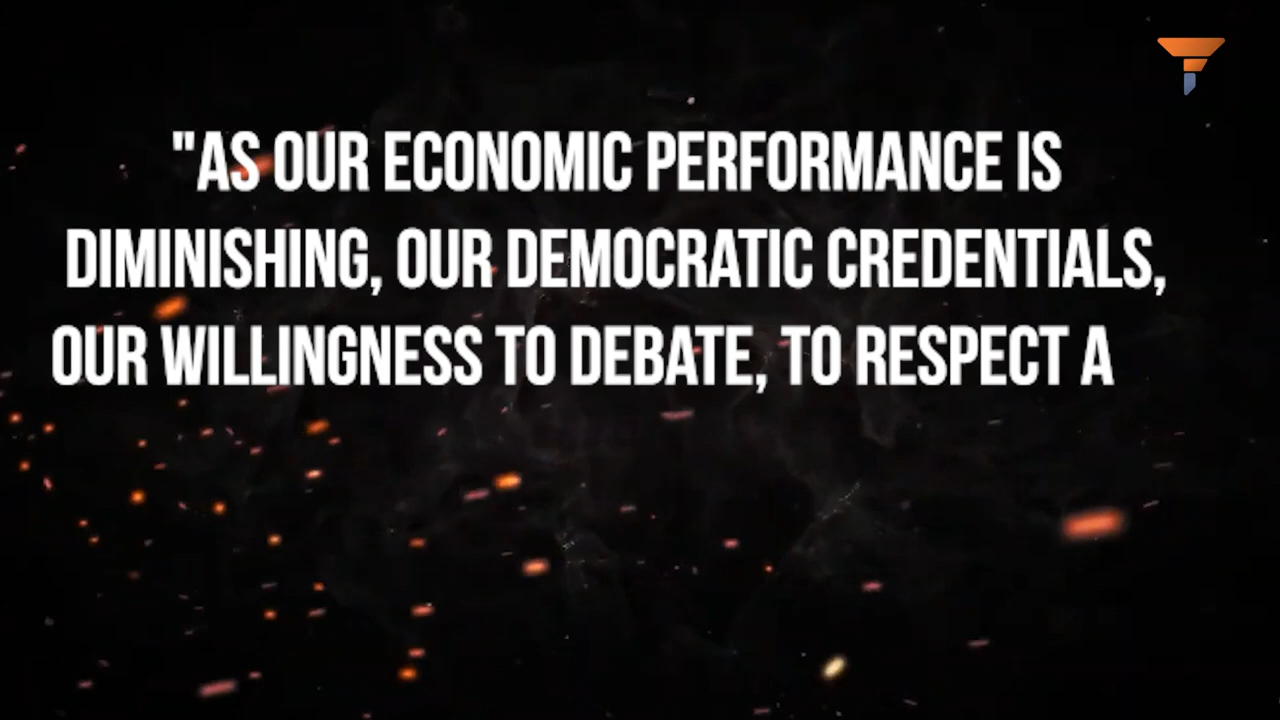 "AS OUR ECONOMIC PERFORMANCE IS
DIMINISHING, OUR DEMOCRATIC CREDENTIALS,
OUR WILLINGNESS TO DEBATE, TO RESPECT A